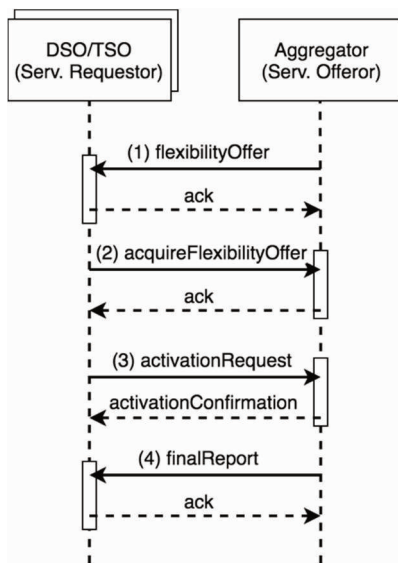 DSO/TSO
(Serv. Requestor)
Aggregator
(Serv. Offeror)
(1) flexibilityOffer
ack
(2) acquireFlexibilityOffer
ack
(3) activationRequest
activationConfirmation
(4) finalReport
ack